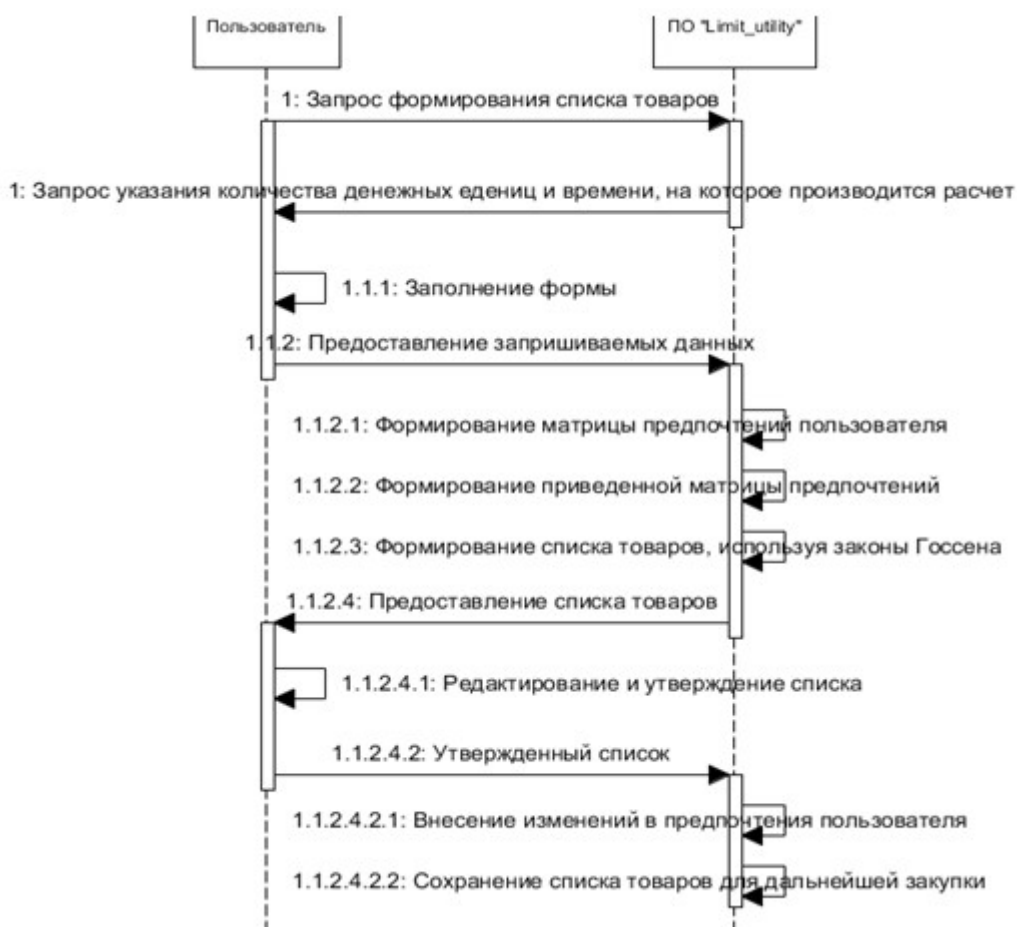 Пользователь
ПО "Limit_utility"
1: Запрос формирования списка товаров
1: Запрос указания количества денежных едениц и времени, на которое производится расчет
1.1.1: Заполнение формы
1.1.2: Предоставление запришиваемых данных
1.1.2.1: Формирование матрицы предпочтений пользователя
1.1.2.2: Формирование приведенной матрицы предпочтений
1.1.2.3: Формирование списка товаров, используя законы Госсена
1.1.2.4: Предоставление списка товаров
1.1.2.4.1: Редактирование и утверждение списка
1.1.2.4.2: Утвержденный список
1.1.2.4.2.1: Внесение изменений в предпочтения пользователя
1.1.2.4.2.2: Сохранение списка товаров для дальнейшей закупки